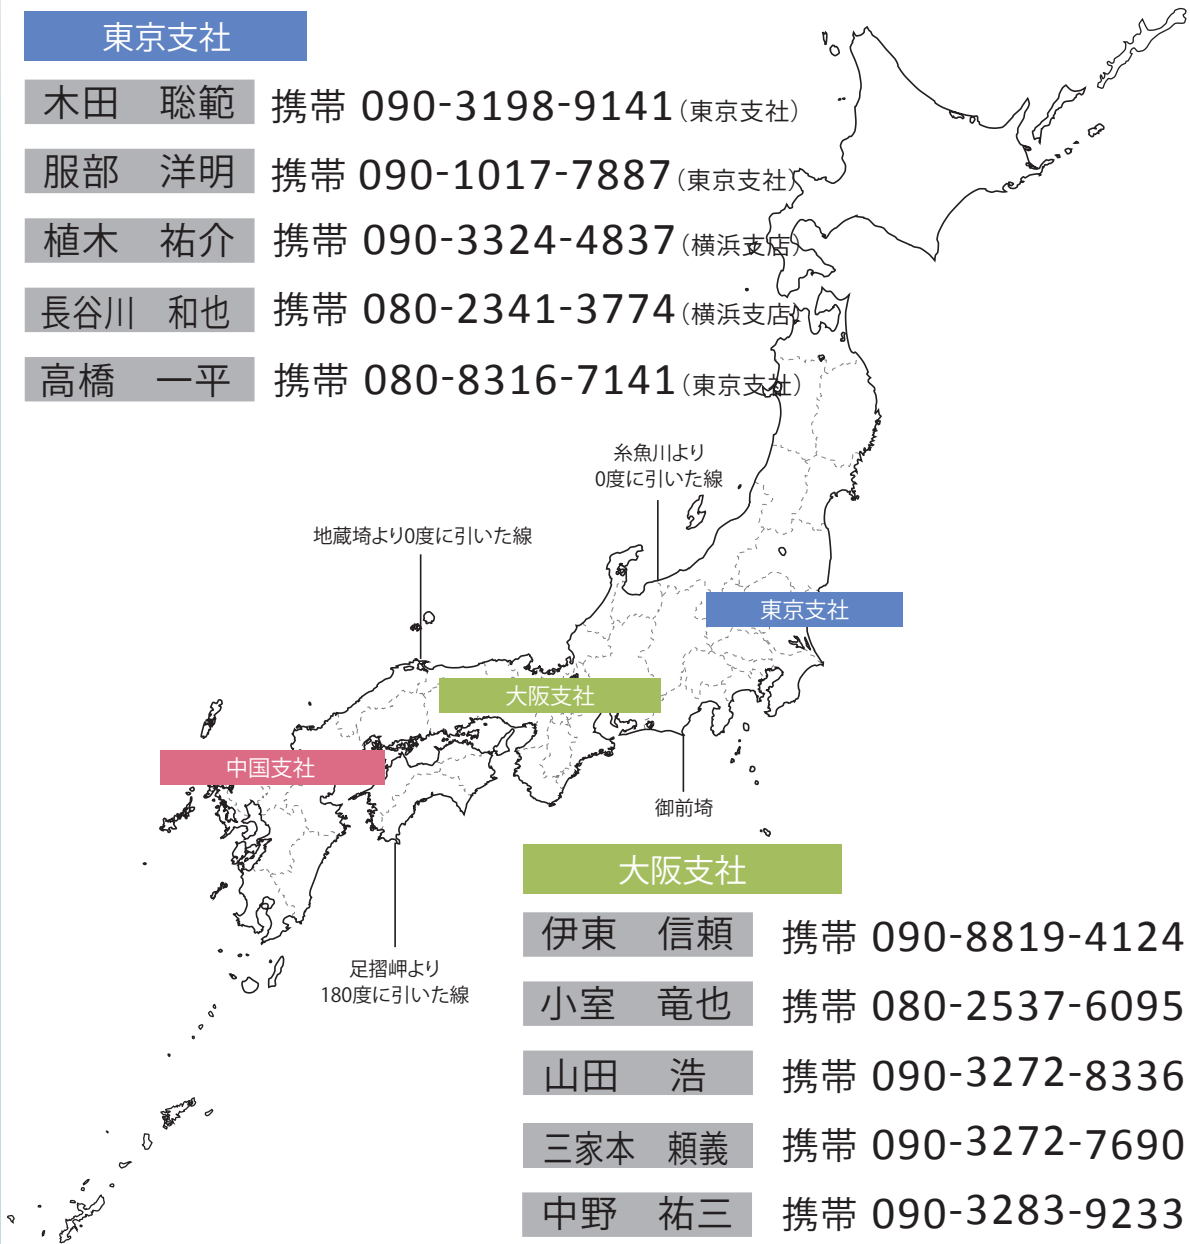 東京支社
木田　聡範　携帯 090-3198-9141(東京支社)
服部　洋明　携帯 090-1017-7887(東京支社)
植木　祐介　携帯 090-3324-4837(横浜支店)
長谷川　和也　携帯 080-2341-3774(横浜支店)
高橋　一平　携帯 080-8316-7141(東京支社)
糸魚川より
0度に引いた線
地蔵埼より0度に引いた線
東京支社
大阪支社
中国支社
御前埼
足摺岬より
180度に引いた線
大阪支社
伊東　信頼　携帯 090-8819-4124
小室　竜也　携帯 080-2537-6095
山田　浩　携帯 090-3272-8336
三家本　頼義　携帯 090-3272-7690
中野　祐三　携帯 090-3283-9233